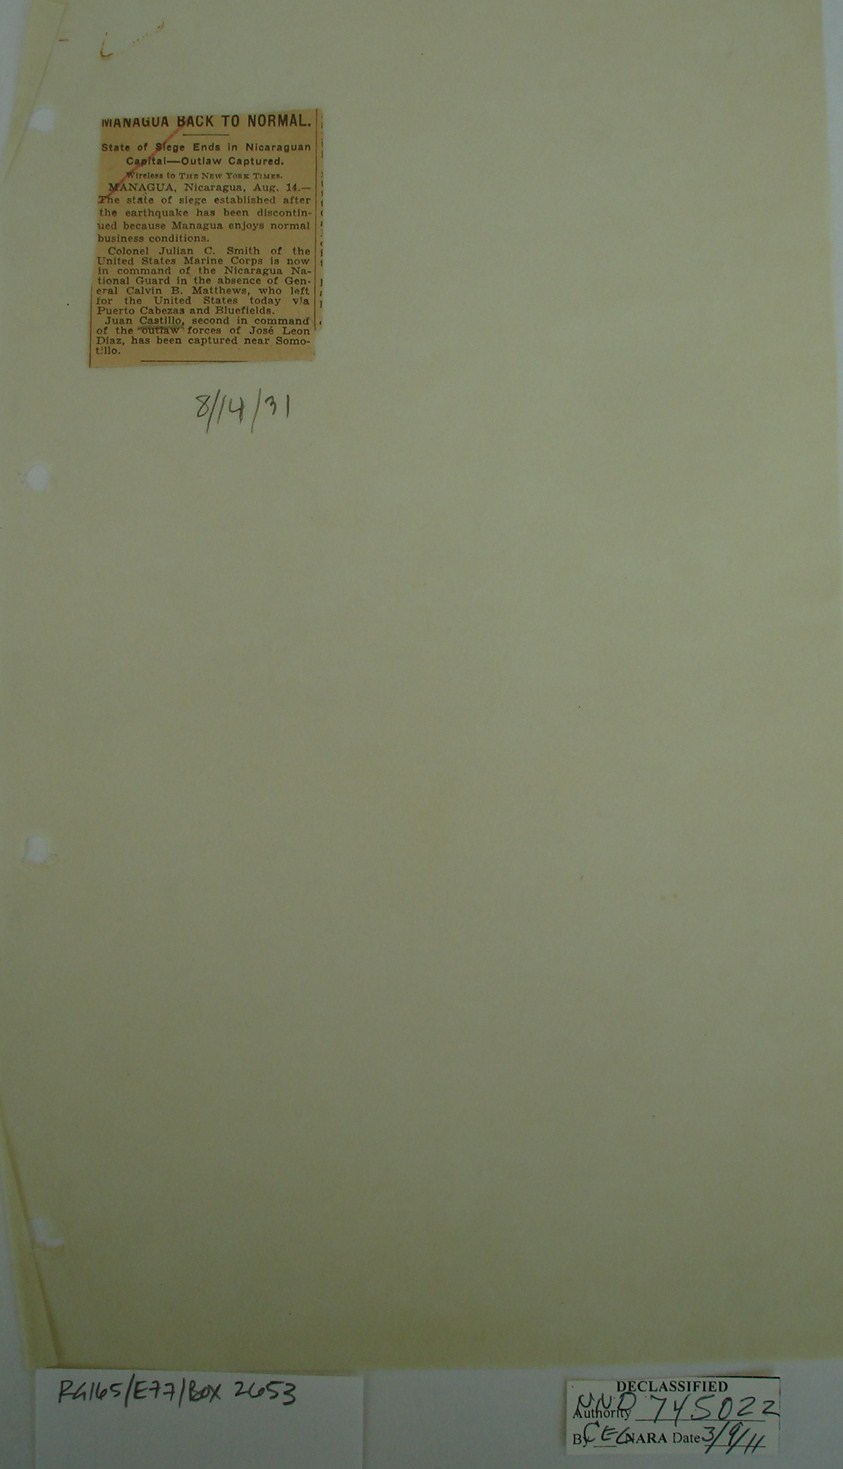 MANAGUA BACK TO NORMAL.
State of Siege Ends in Nicaraguan
Capital—Outlaw Captured.
Wireless to THE NEW YORK TIMES.
MANAGUA, Nicaragua, Aug. 14.—
The state of siege established after
the earthquake has been discontin-
ued because Managua enjoys normal
business conditions.
Colonel Julian C. Smith of the
United States Marine Corps is now
in command of the Nicaragua Na-
tional Guard in the absence of Gen-
eral Calvin B. Matthews, who left
for the United States today via
Puerto Cabezas and Bluefields.
Juan Castillo, second in command
of the "outlaw" forces of José Leon
Diaz, has been captured near Somo-
tillo.
8/14/31
RG165/E77/Box 2653
DECLASSIFIED
Authority NND 745022
By NARA Date 3/9/11